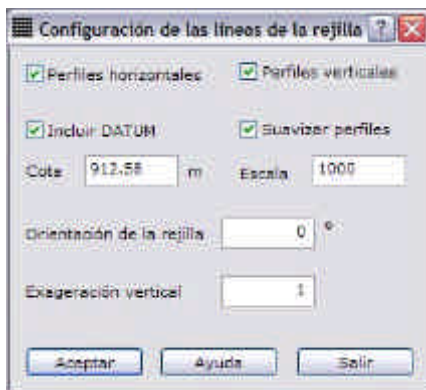 Configuración de las líneas de la rejilla ?
Perfiles horizontales Perfiles verticales
Incluir DATUM Suavizar perfiles
Cota 912.58 m Escala 1000
Orientación de la rejilla 0 º
Exageración vertical 1
Aceptar Ayuda Salir